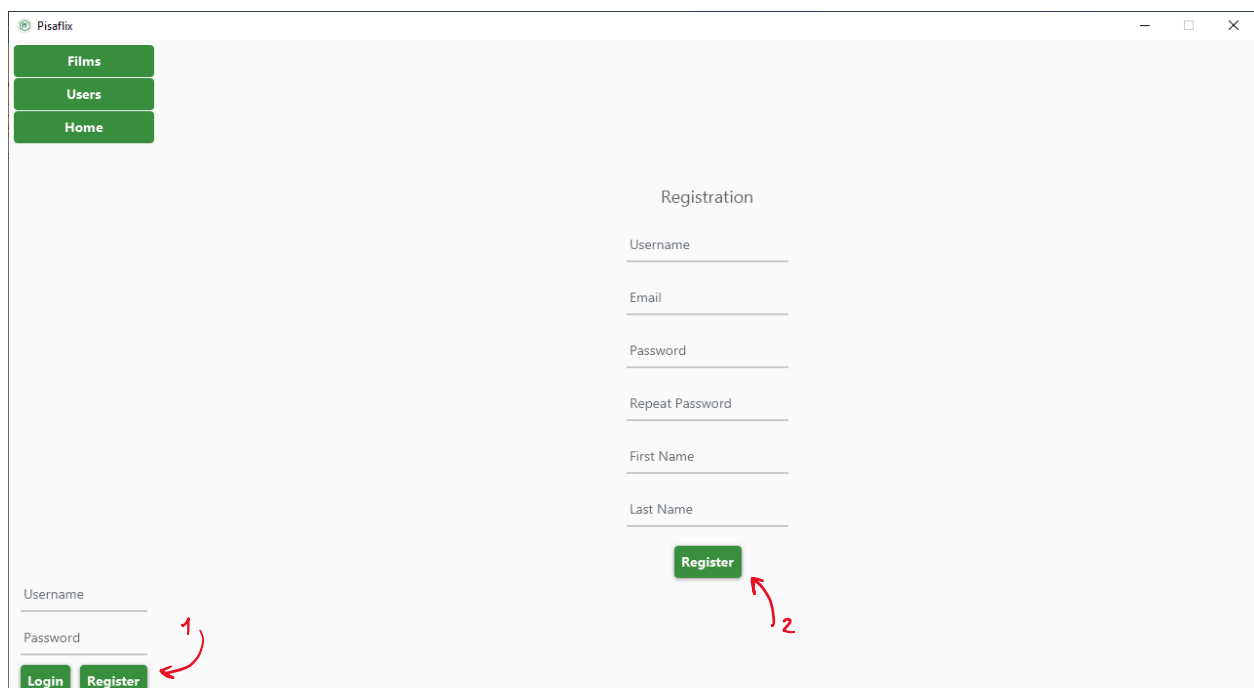 Pisaflix
Films
Users
Home
Registration
Username
Email
Password
Repeat Password
First Name
Last Name
Register
2
Username
Password
1
Login Register